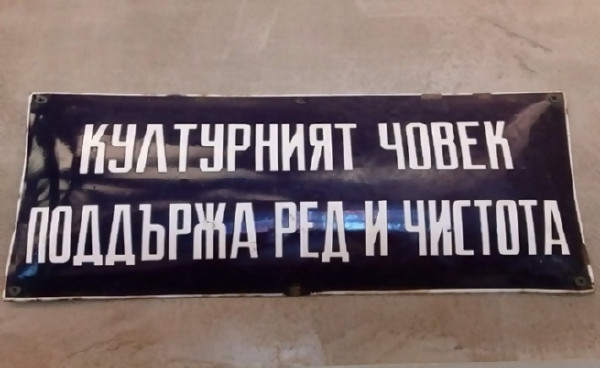 КУЛТУРНИЯТ ЧОВЕК
ПОДДЪРЖА РЕД И ЧИСТОТА